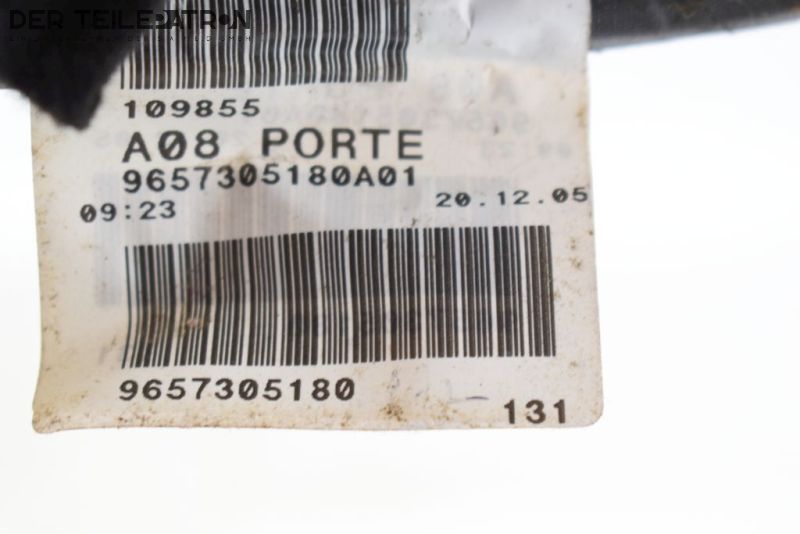 DER TEILEPATRON
109855
A08 PORTE
9657305180A01
09:23 20.12.05
9657305180
131